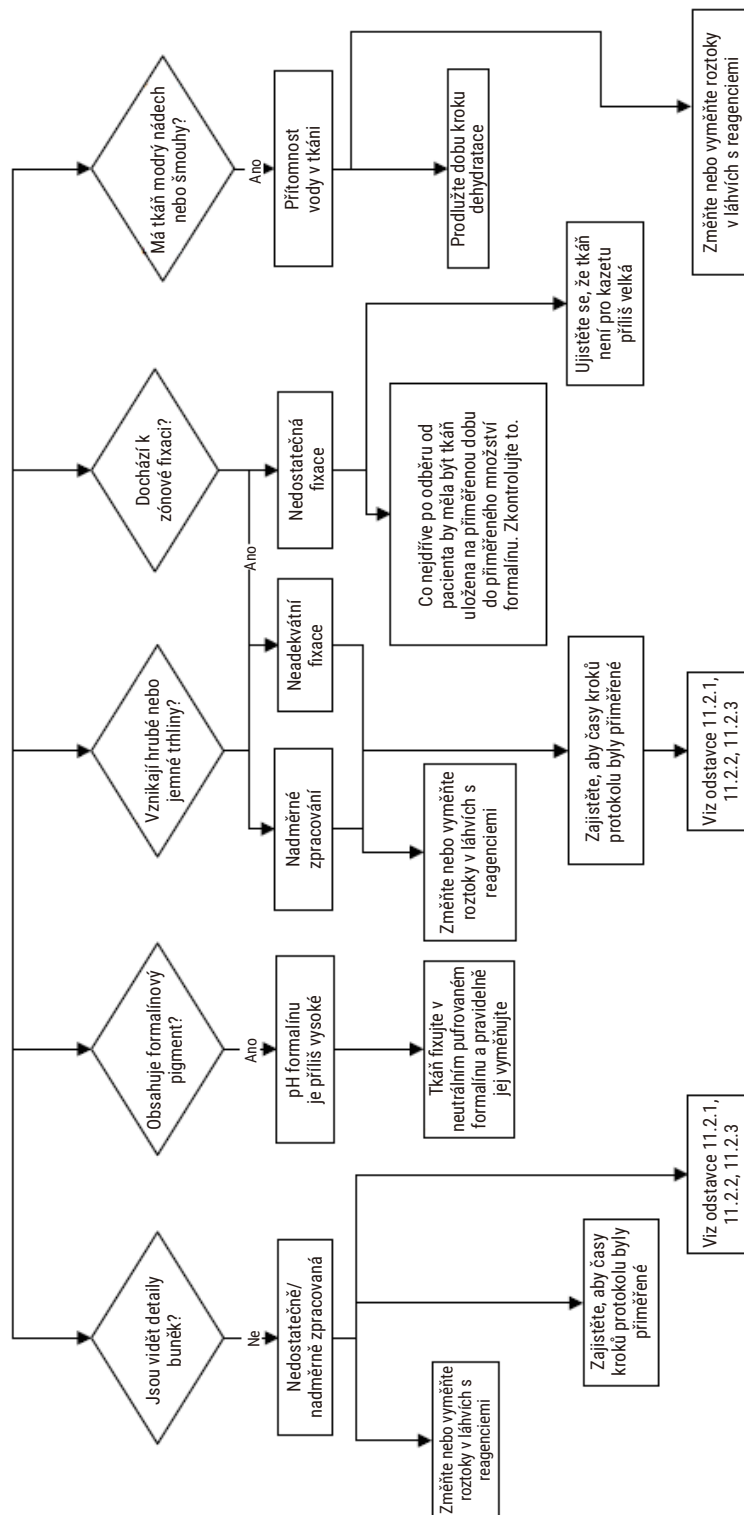 Jsou vidět detaily
buněk?
Ne
Nedostatečně/
nadměrně zpracovaná
Změňte nebo vyměňte
roztoky v láhvích s
reagenciemi
Zajistěte, aby časy
kroků protokolu byly
přiměřené
Viz odstavce 11.2.1,
11.2.2, 11.2.3
Obsahuje formalínový
pigment?
Ano
pH formalínu
je příliš vysoké
Tkáň fixujte v
neutrálním pufrovaném
formalínu a pravidelně
jej vyměňujte
Vznikají hrubé nebo
jemné trhliny?
Nadměrné
zpracování
Neadekvátní
fixace
Změňte nebo vyměňte
roztoky v láhvích s
reagenciemi
Zajistěte, aby časy kroků
protokolu byly přiměřené
Viz odstavce 11.2.1,
11.2.2, 11.2.3
Dochází k
zónové fixaci?
Ano
Nedostatečná
fixace
Co nejdříve po odběru od
pacienta by měla být tkáň
uložena na přiměřenou dobu
do přiměřeného množství
formalínu. Zkontrolujte to.
Ujistěte se, že tkáň
není pro kazetu
příliš velká
Má tkáň modrý nádech
nebo šmouhy?
Ano
Přítomnost
vody v tkáni
Prodlužte dobu kroku
dehydratace
Změňte nebo vyměňte roztoky
v láhvích s reagenciemi